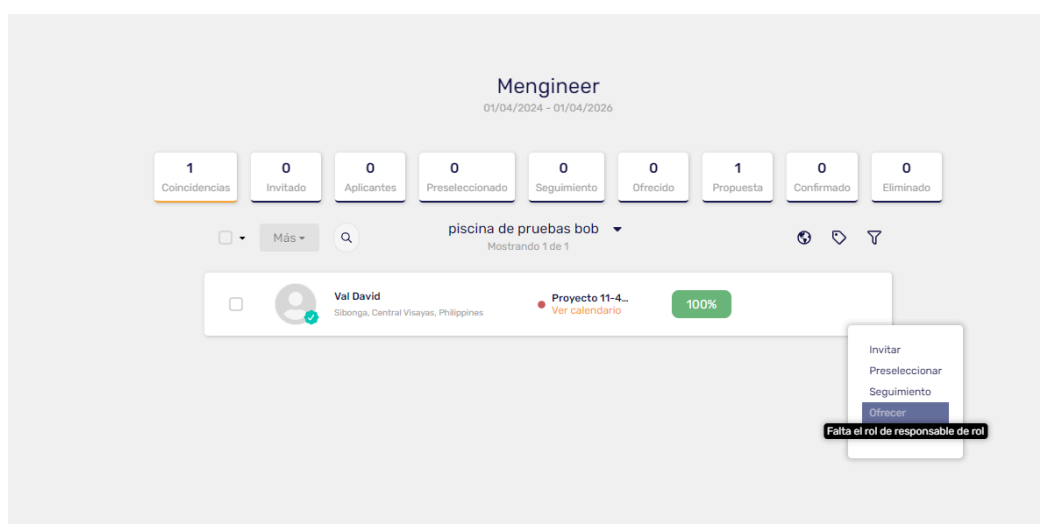 Mengineer
01/04/2024 - 01/04/2026
1
Coincidencias
0
Invitado
0
Aplicantes
0
Preseleccionado
0
Seguimiento
0
Ofrecido
1
Propuesta
0
Confirmado
0
Eliminado
Más
piscina de pruebas bob
Mostrando 1 de 1
Val David
Sibonga, Central Visayas, Philippines
Proyecto 11-4...
Ver calendario
100%
Invitar
Preseleccionar
Seguimiento
Ofrecer
Falta el rol de responsable de rol